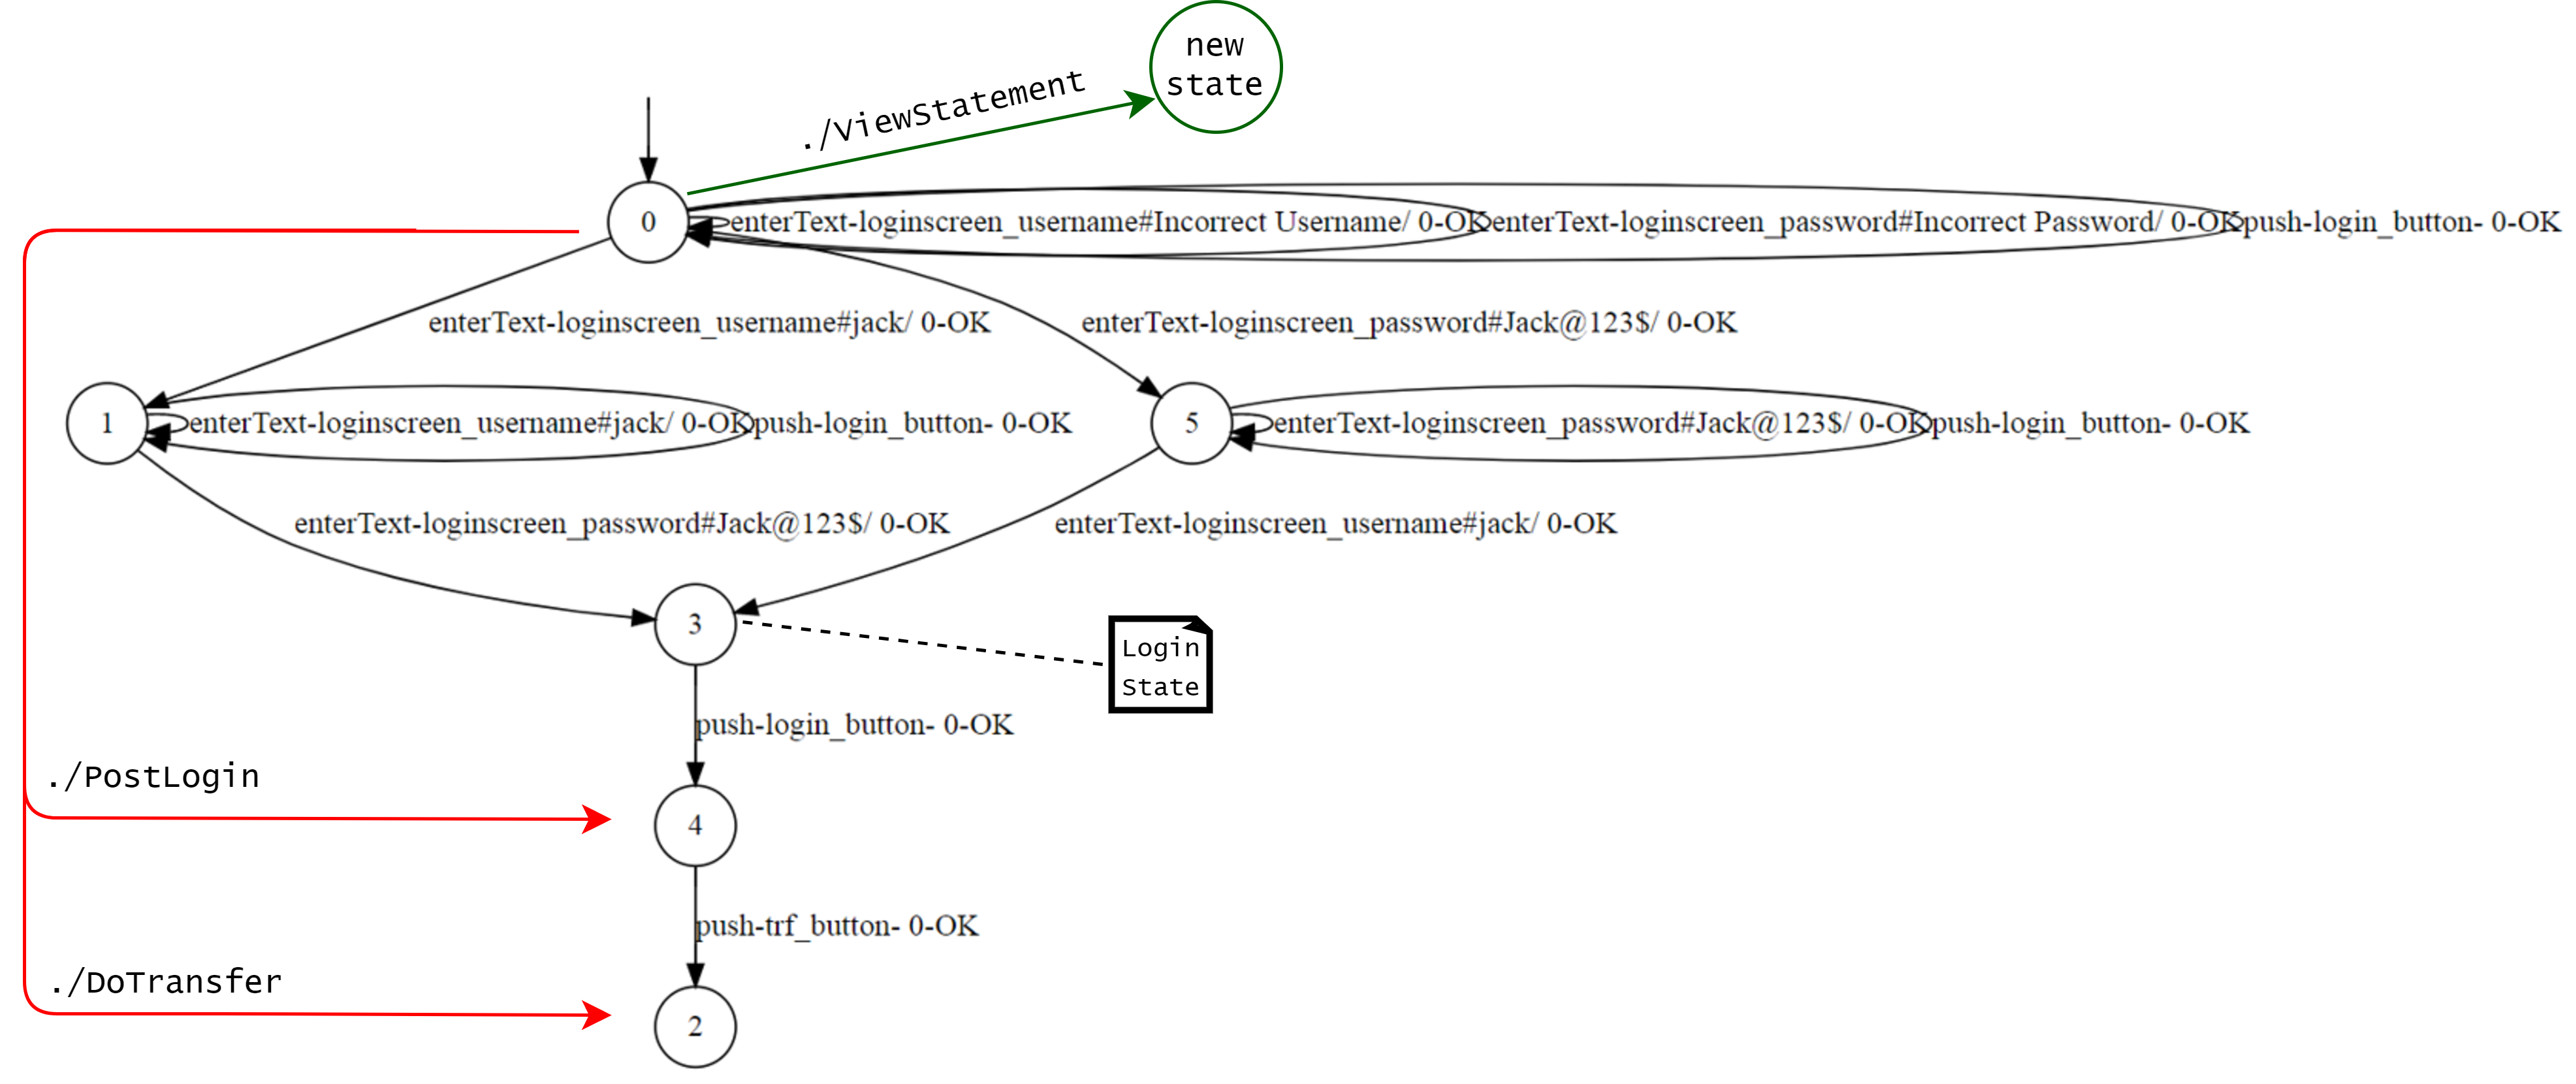 new
state
./ViewStatement
0
enterText-loginscreen_username#Incorrect Username/ 0-OK
enterText-loginscreen_password#Incorrect Password/ 0-OK
push-login_button- 0-OK
enterText-loginscreen_username#jack/ 0-OK
enterText-loginscreen_password#Jack@123$/ 0-OK
1
enterText-loginscreen_username#jack/ 0-OK
push-login_button- 0-OK
5
enterText-loginscreen_password#Jack@123$/ 0-OK
push-login_button- 0-OK
enterText-loginscreen_password#Jack@123$/ 0-OK
enterText-loginscreen_username#jack/ 0-OK
3
Login
State
push-login_button- 0-OK
./PostLogin
4
push-trf_button- 0-OK
./DoTransfer
2